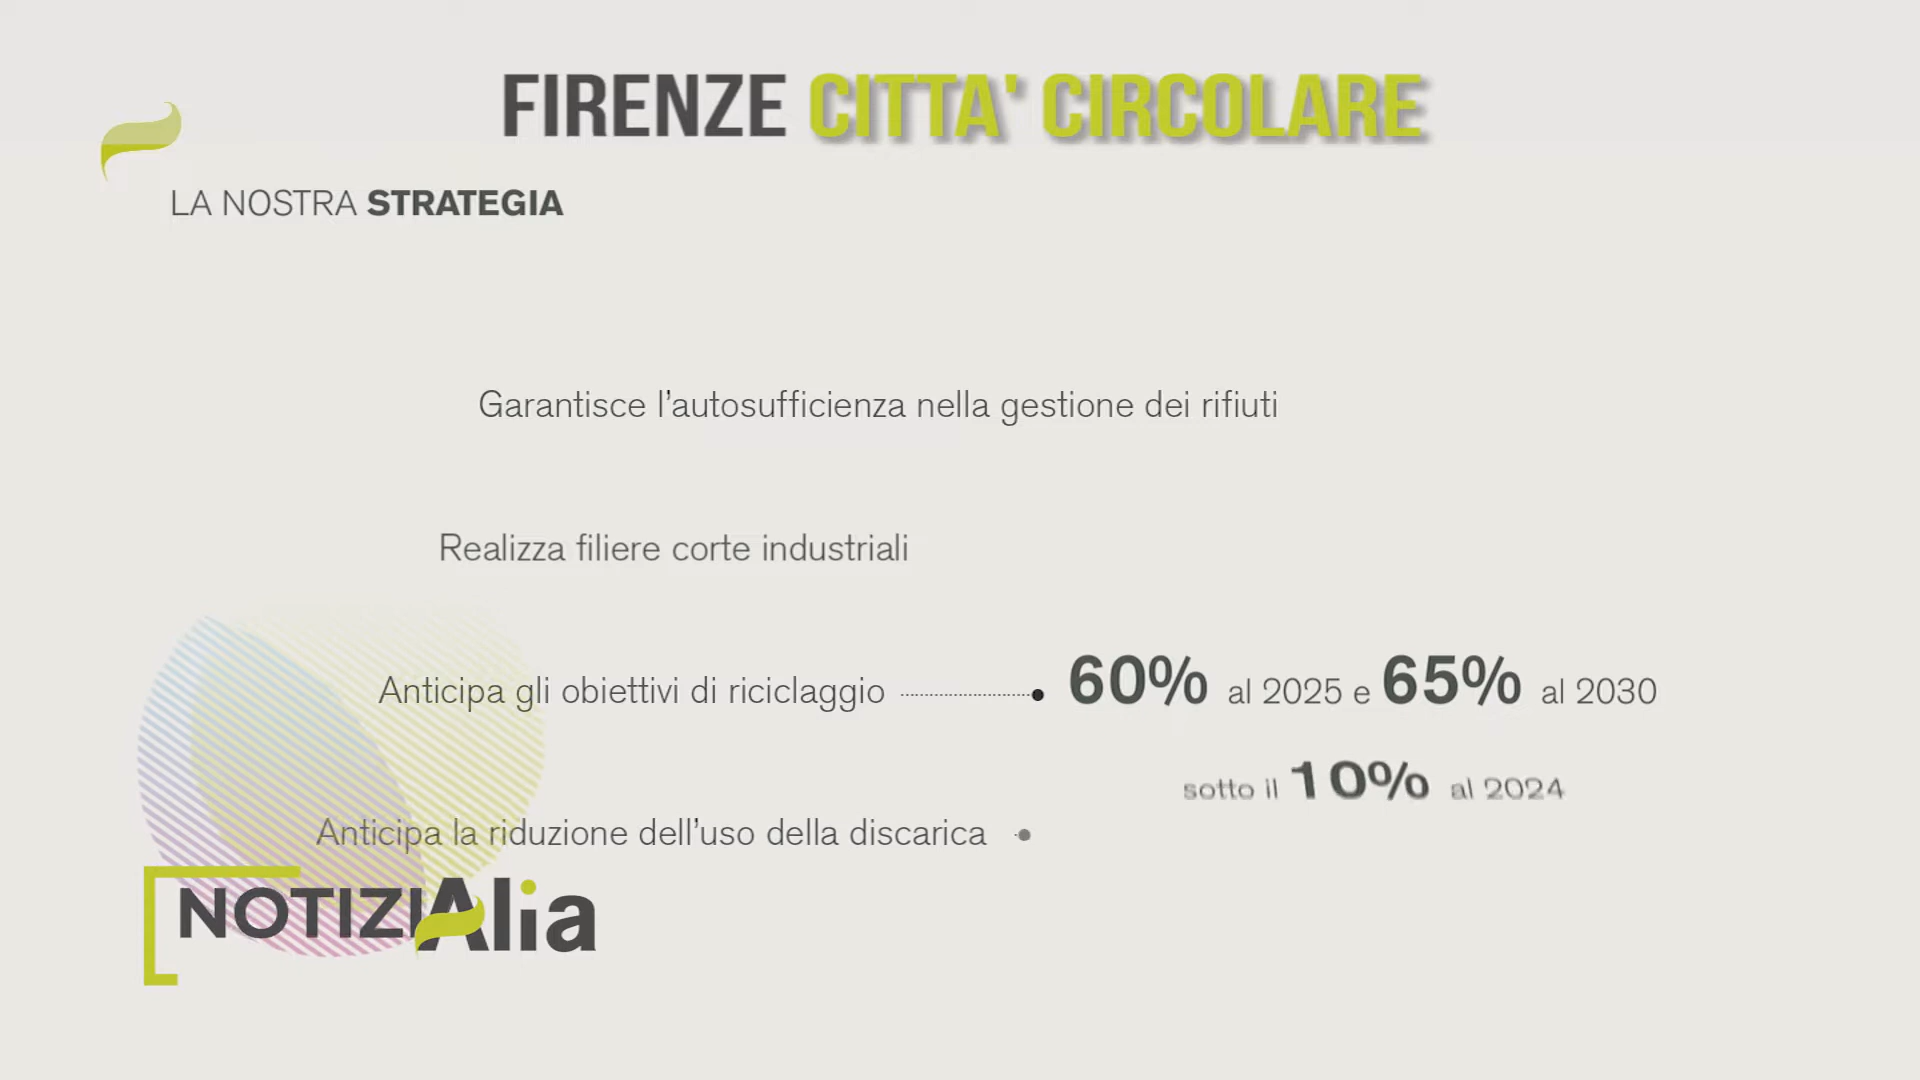 FIRENZE CITTA' CIRCOLARE
LA NOSTRA STRATEGIA
Garantisce l’autosufficienza nella gestione dei rifiuti
Realizza filiere corte industriali
Anticipa gli obiettivi di riciclaggio 60% al 2025 e 65% al 2030
sotto il 10% al 2024
Anticipa la riduzione dell’uso della discarica
NOTIZIAlia